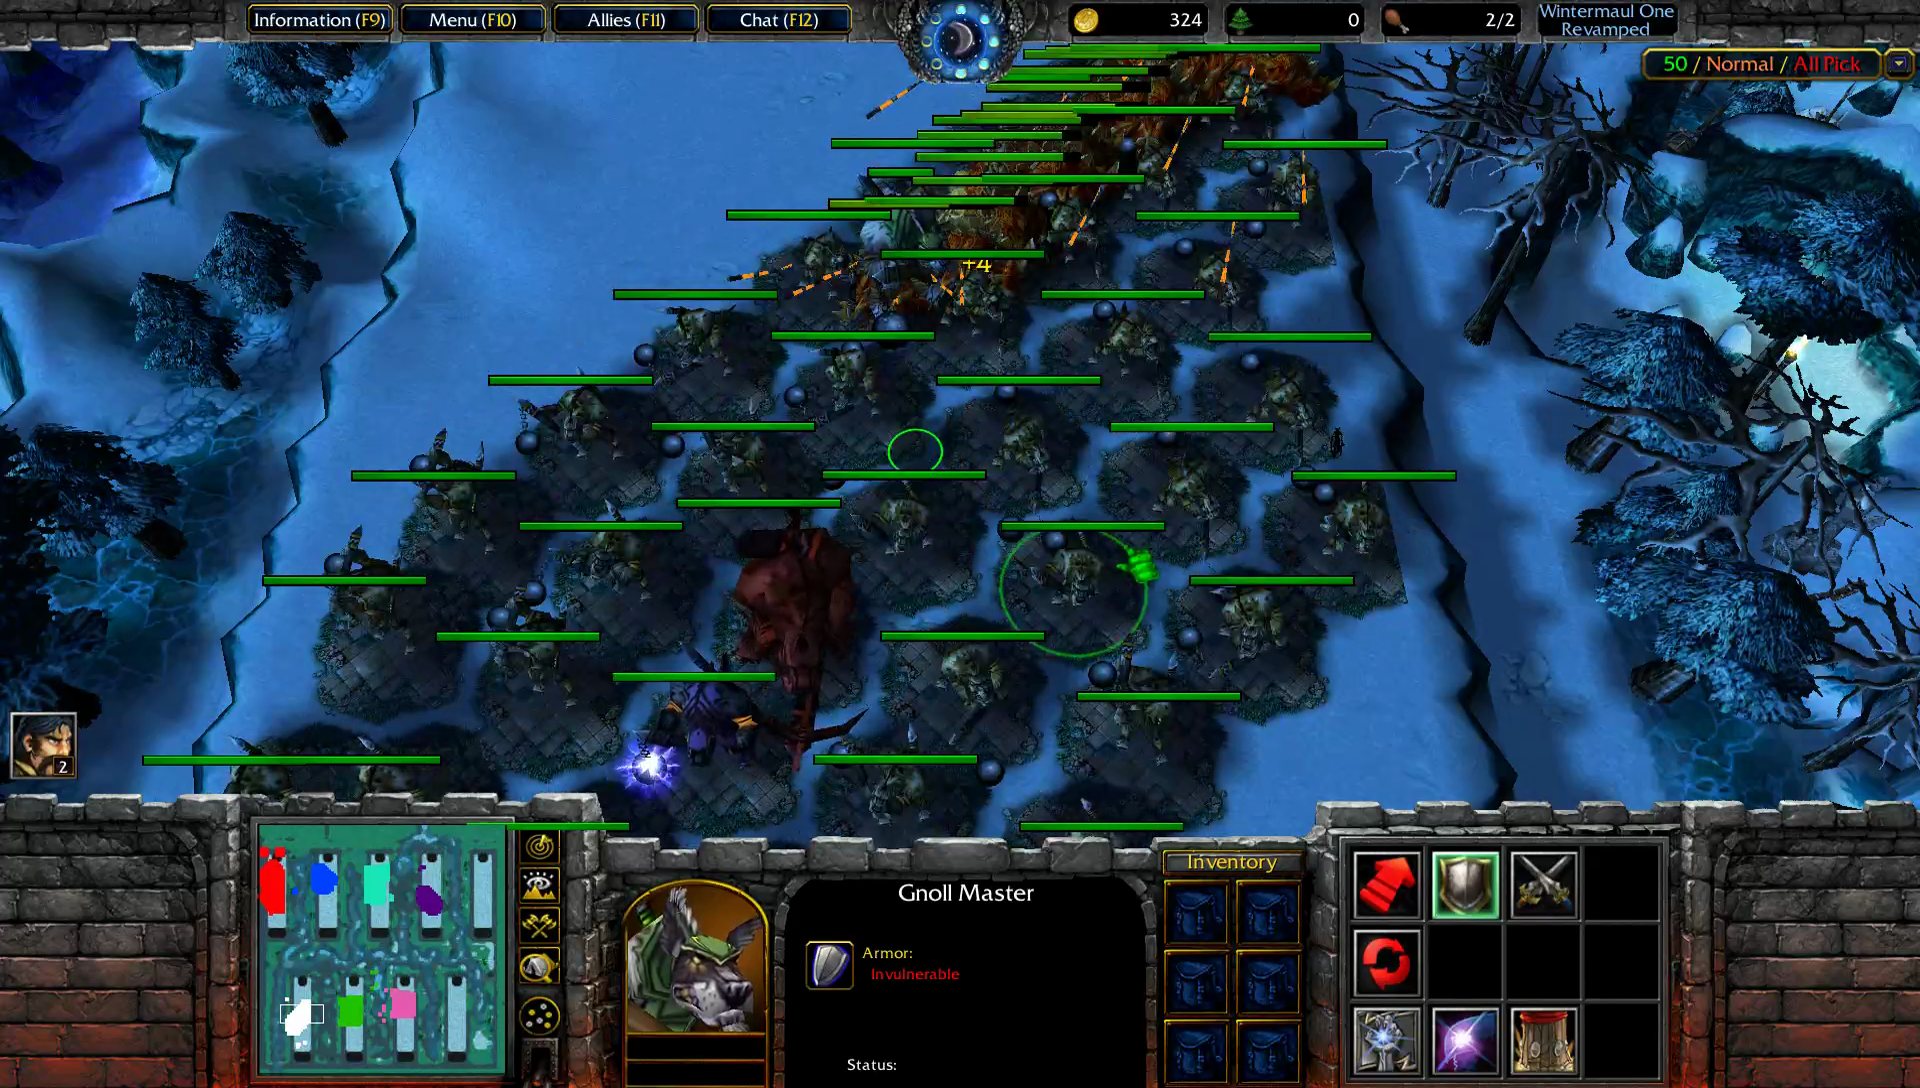 Information (F9)
Menu (F10)
Allies (F11)
Chat (F12)
324
0
2/2
Wintermaul One
Revamped
50 / Normal / All Pick
+4
2
Gnoll Master
Armor:
Invulnerable
Status:
Inventory